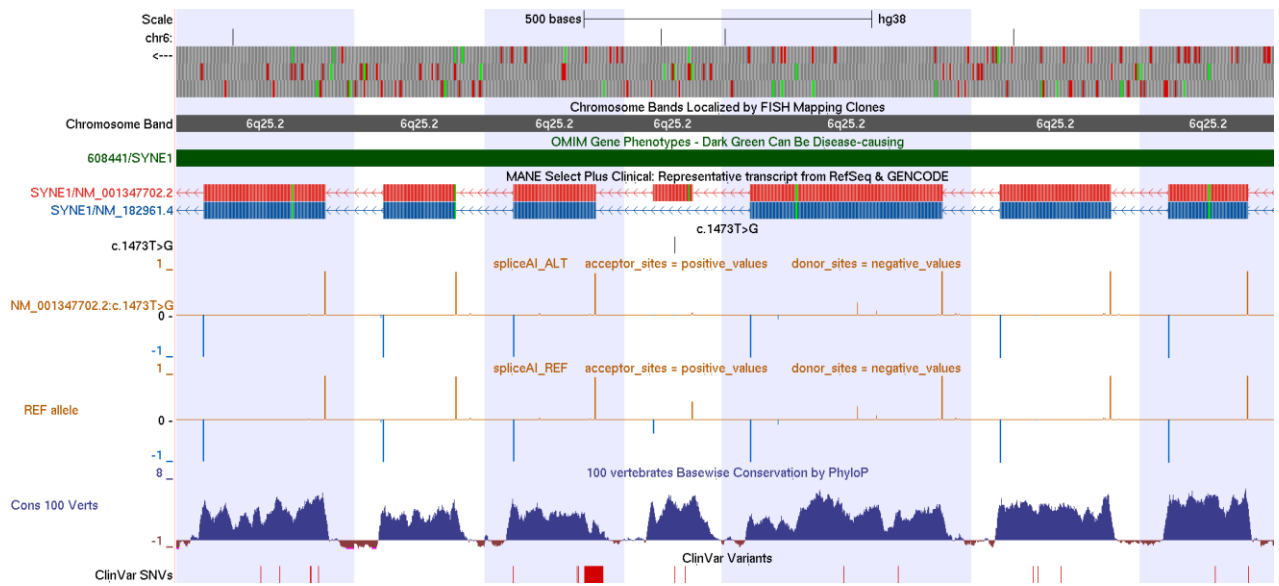 Scale 500 bases hg38
chr6:
<---
Chromosome Bands Localized by FISH Mapping Clones
Chromosome Band 6q25.2 6q25.2 6q25.2 6q25.2 6q25.2 6q25.2 6q25.2
OMIM Gene Phenotypes - Dark Green Can Be Disease-causing
608441/SYNE1
MANE Select Plus Clinical: Representative transcript from RefSeq & GENCODE
SYNE1/NM_001347702.2
SYNE1/NM_182961.4
c.1473T>G
c.1473T>G
1 _ spliceAI_ALT acceptor_sites = positive_values donor_sites = negative_values
NM_001347702.2:c.1473T>G
0 -
-1 _
1 _ spliceAI_REF acceptor_sites = positive_values donor_sites = negative_values
REF allele 0 -
-1 _
8 _ 100 vertebrates Basewise Conservation by PhyloP
Cons 100 Verts
-1 _
ClinVar Variants
ClinVar SNVs